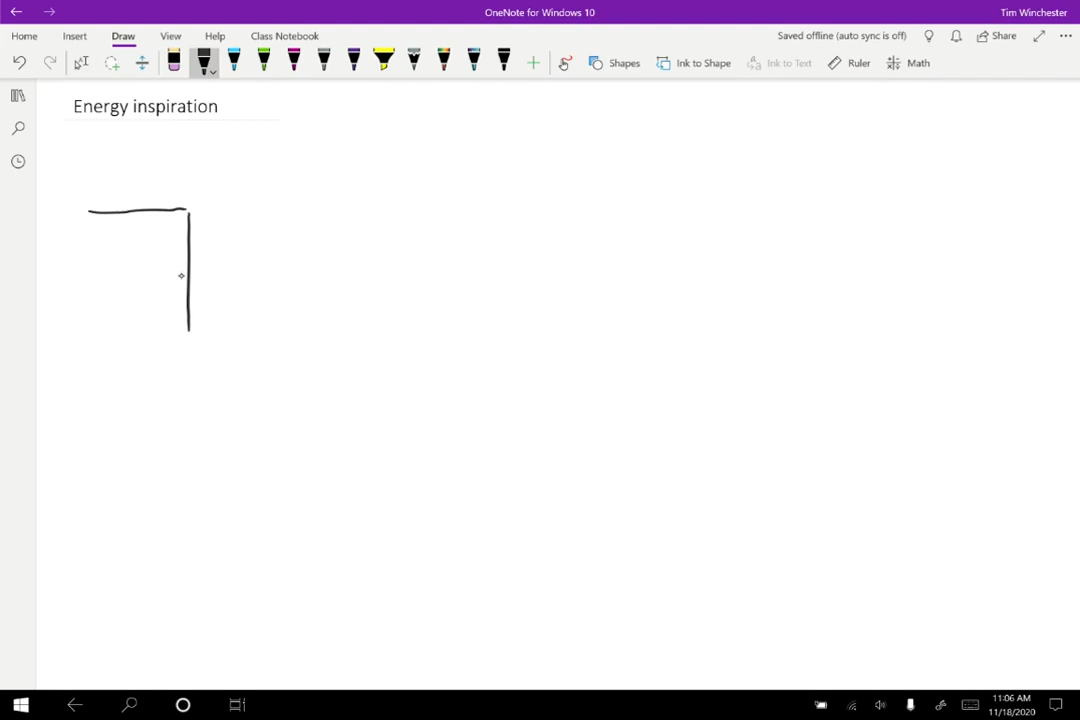 OneNote for Windows 10
Tim Winchester
Home Insert Draw View Help Class Notebook
Saved offline (auto sync is off) Share
Shapes Ink to Shape Ink to Text Ruler Math
Energy inspiration
11:06 AM
11/18/2020